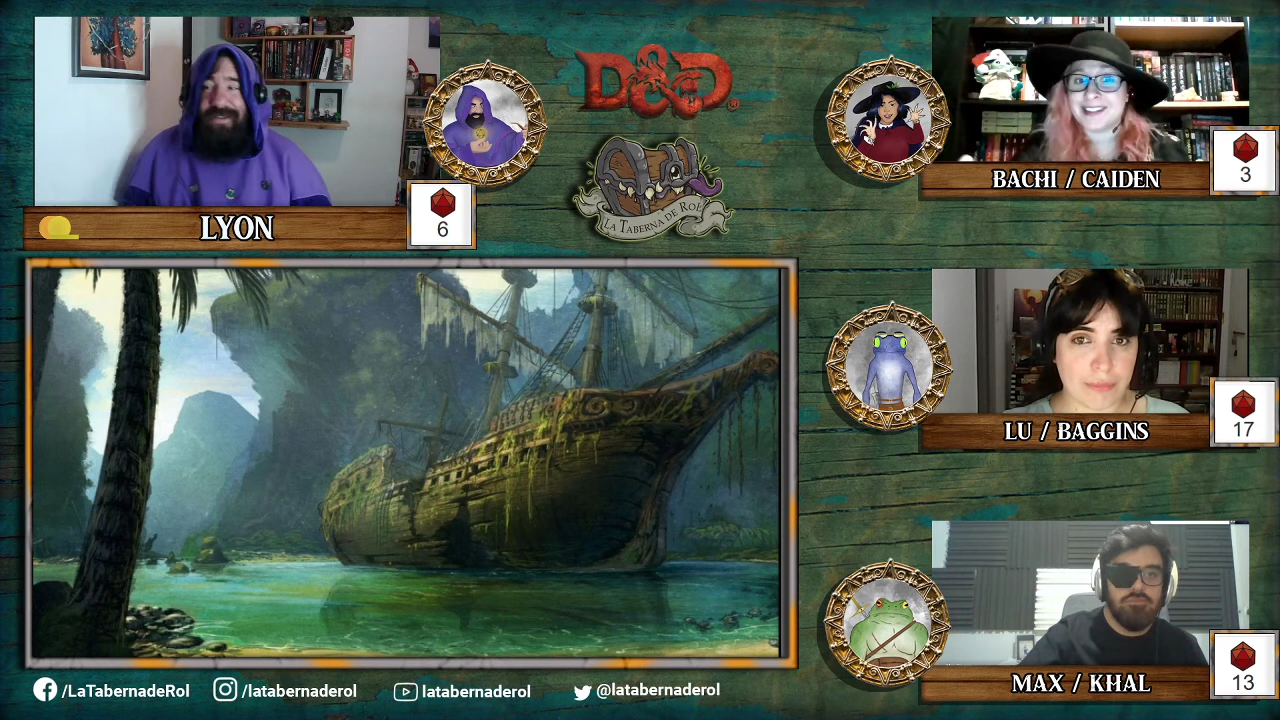 D&D
LA TABERNA DE ROL
LYON
6
BACHI / CAIDEN
3
LU / BAGGINS
17
MAX / KHAL
13
/LaTabernadeRol
/latabernaderol
latabernaderol
@latabernaderol